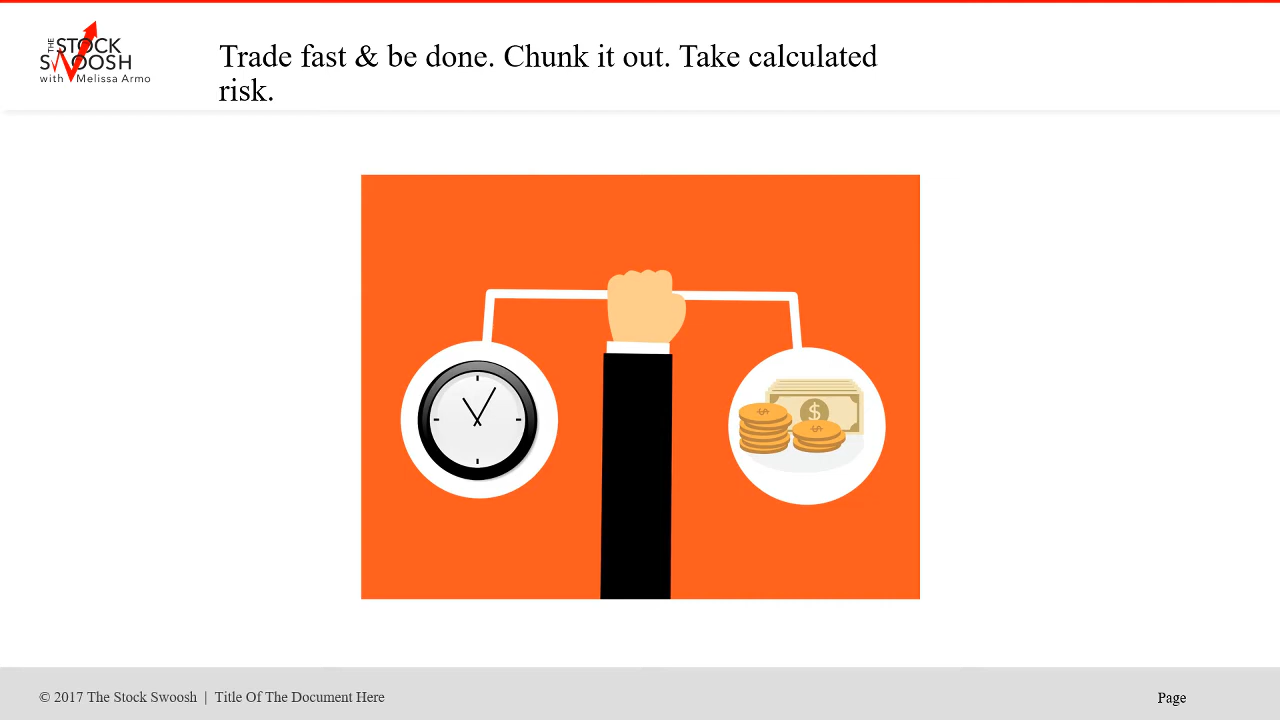 THE STOCK
SWOOSH
with Melissa Armo
Trade fast & be done. Chunk it out. Take calculated
risk.
$
© 2017 The Stock Swoosh | Title Of The Document Here
Page